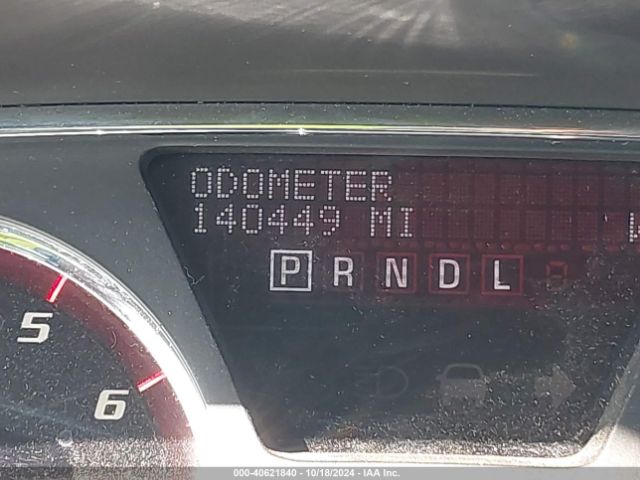 ODOMETER
140449 MI
P R N D L
5
6
000-40621840 | 10/18/2024 | IAA Inc.